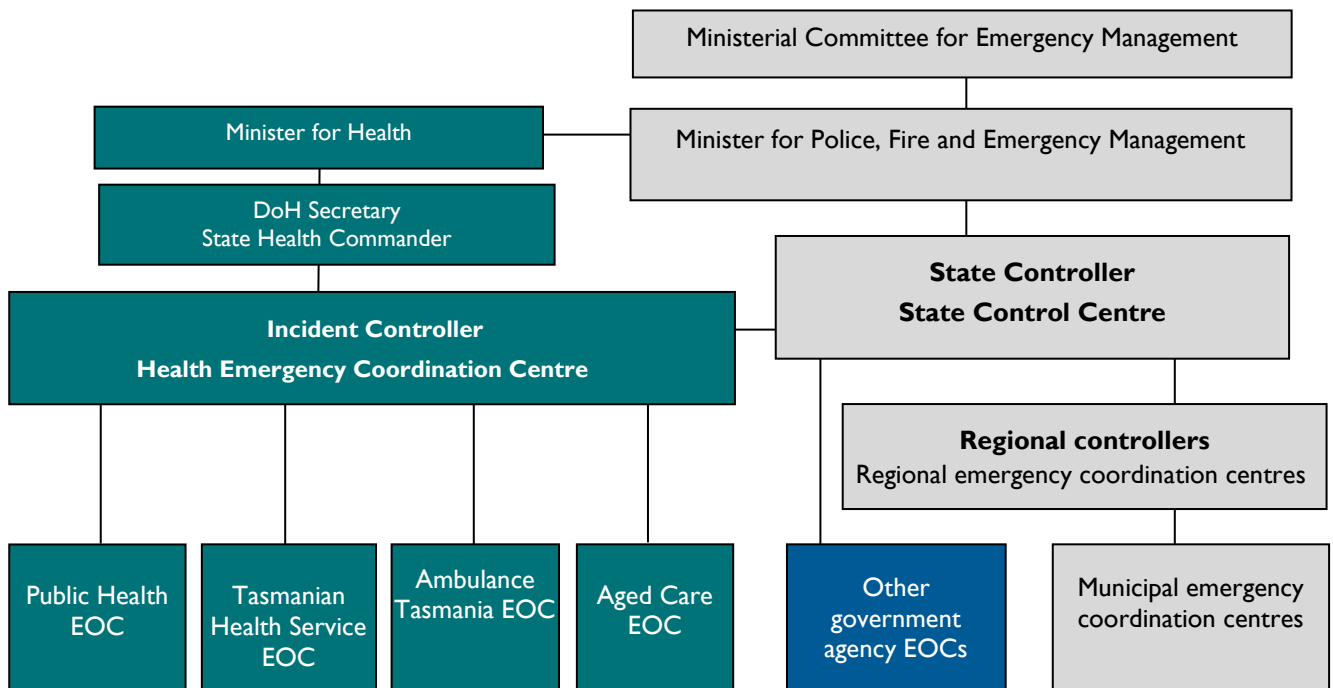 Ministerial Committee for Emergency Management
Minister for Health
Minister for Police, Fire and Emergency Management
DoH Secretary
State Health Commander
State Controller
State Control Centre
Incident Controller
Health Emergency Coordination Centre
Regional controllers
Regional emergency coordination centres
Public Health
EOC
Tasmanian
Health Service
EOC
Ambulance
Tasmania EOC
Aged Care
EOC
Other
government
agency EOCs
Municipal emergency
coordination centres